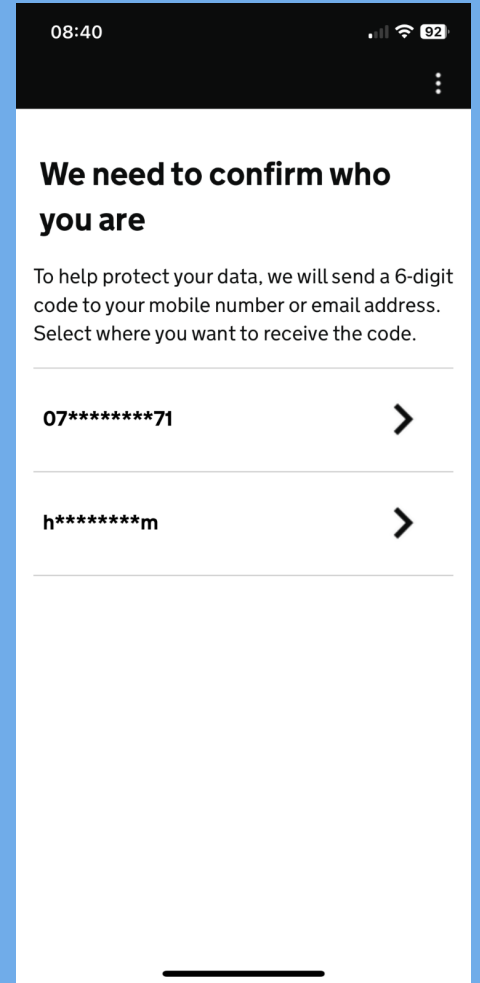 08:40
92
We need to confirm who
you are
To help protect your data, we will send a 6-digit
code to your mobile number or email address.
Select where you want to receive the code.
07********71
h********m